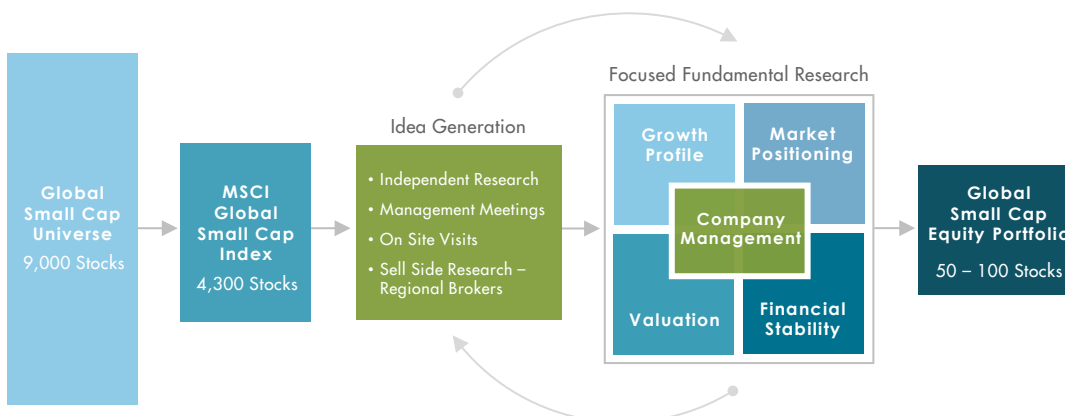 Global
Small Cap
Universe
9,000 Stocks
MSCI
Global
Small Cap
Index
4,300 Stocks
Idea Generation
• Independent Research
• Management Meetings
• On Site Visits
• Sell Side Research –
Regional Brokers
Focused Fundamental Research
Growth
Profile
Market
Positioning
Company
Management
Valuation
Financial
Stability
Global
Small Cap
Equity Portfolio
50 – 100 Stocks